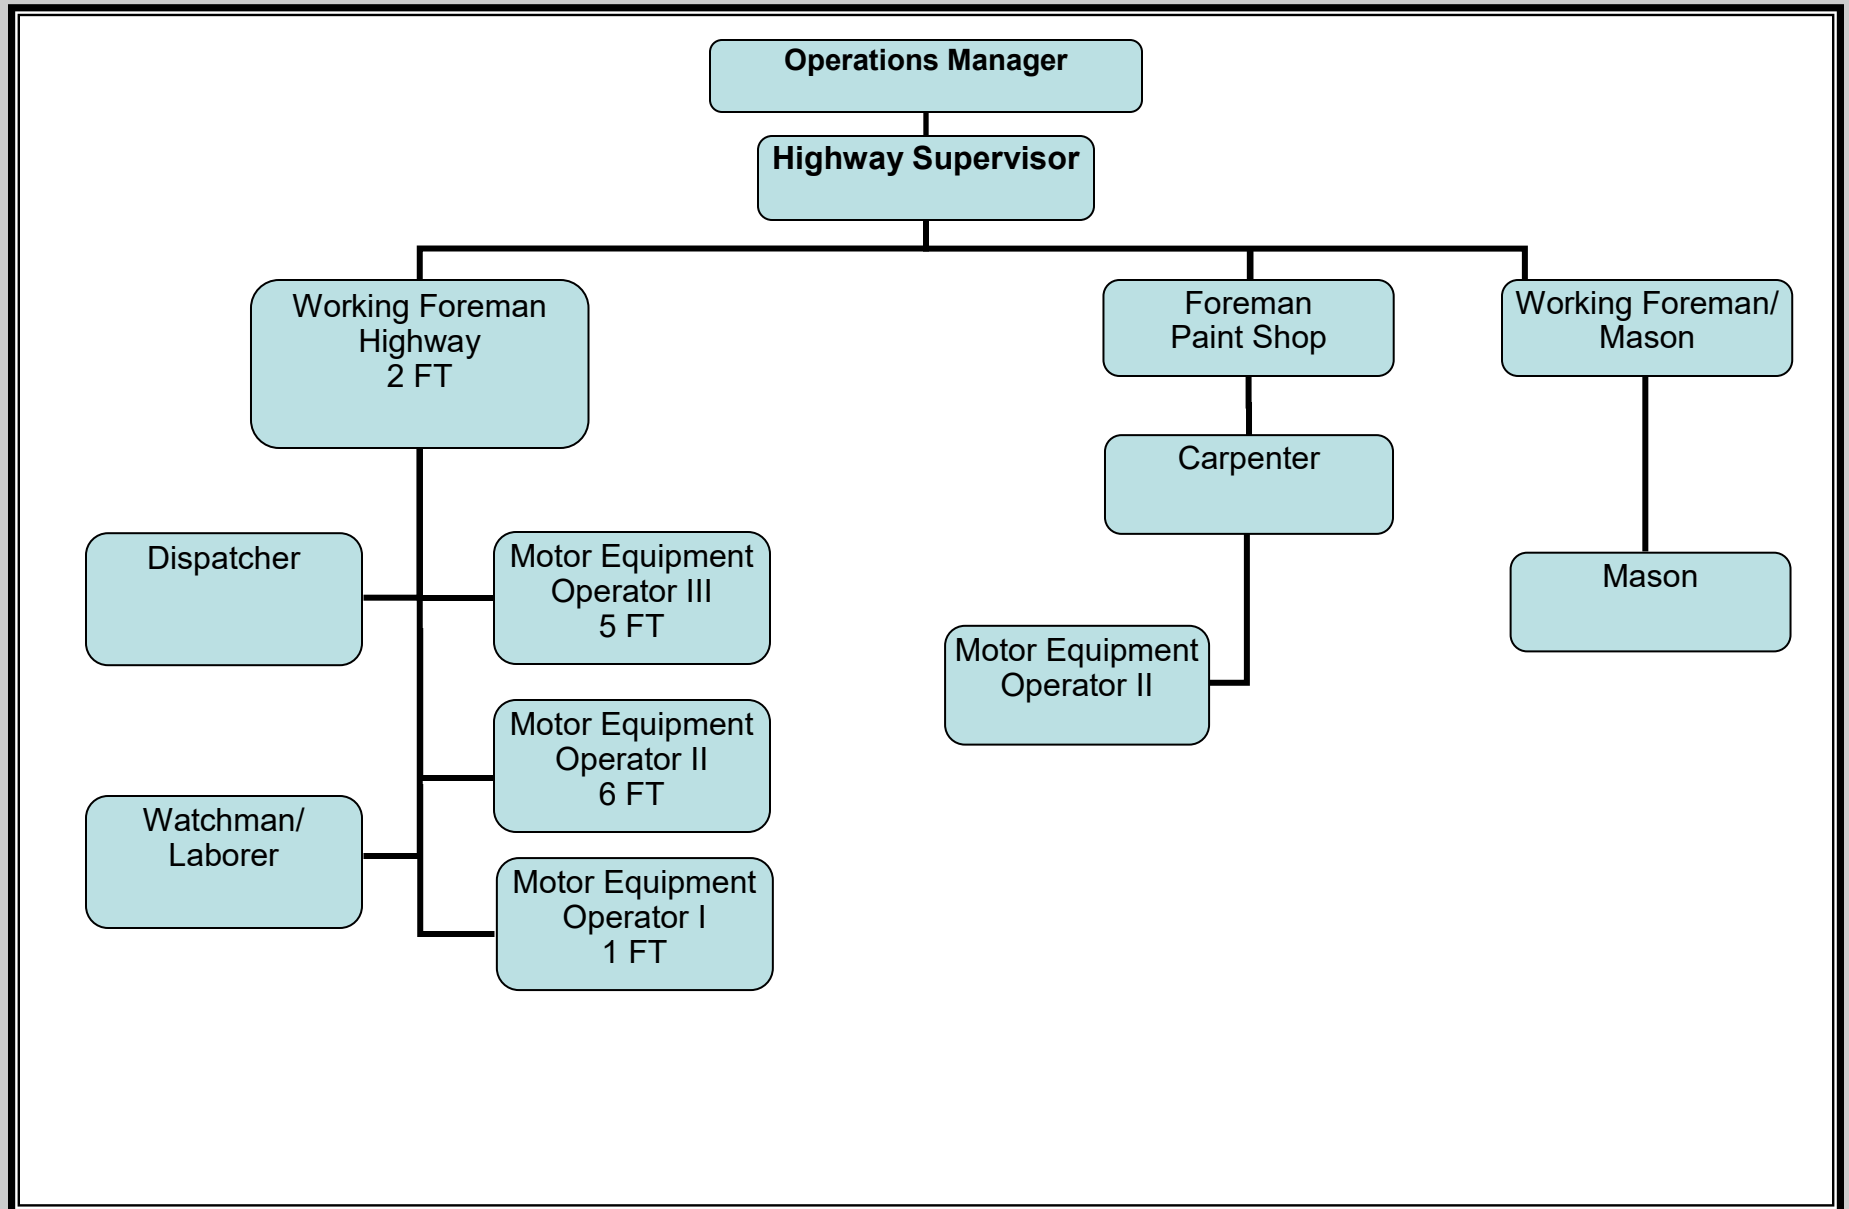 Operations Manager
Highway Supervisor
Working Foreman
Highway
2 FT
Foreman
Paint Shop
Working Foreman/
Mason
Carpenter
Dispatcher
Motor Equipment
Operator III
5 FT
Mason
Motor Equipment
Operator II
Motor Equipment
Operator II
6 FT
Watchman/
Laborer
Motor Equipment
Operator I
1 FT